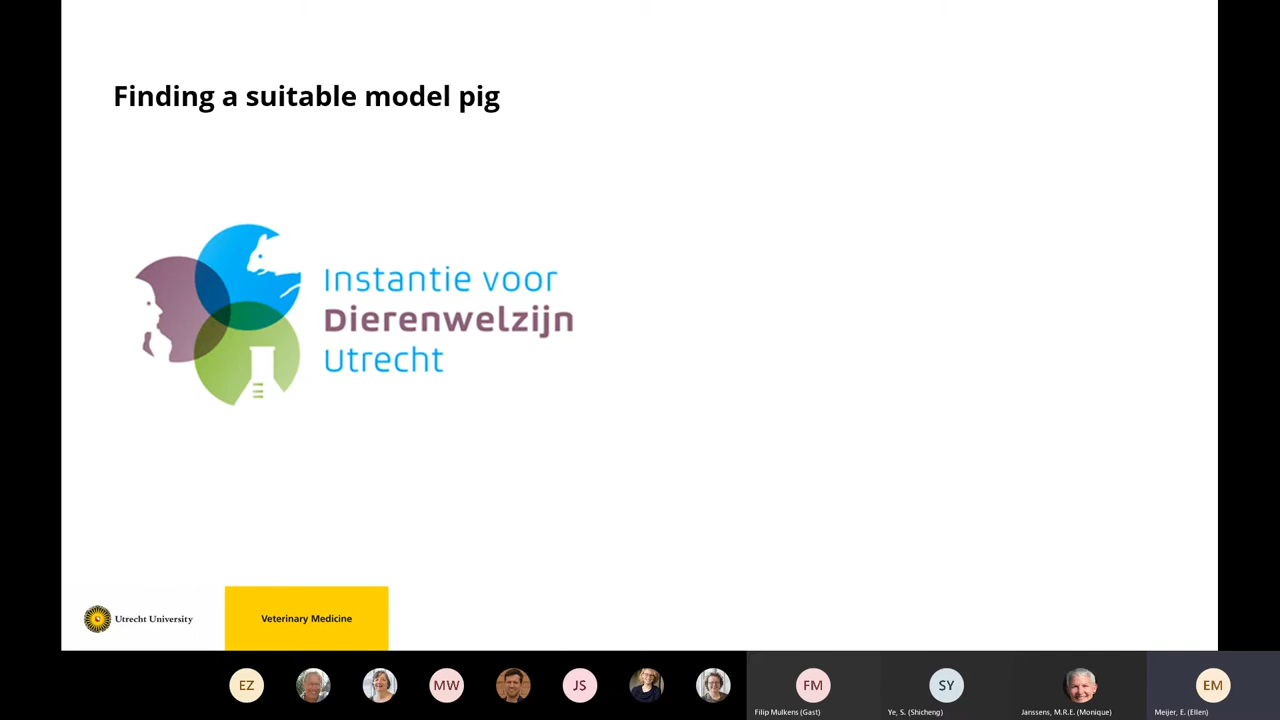 Finding a suitable model pig
Instantie voor
Dierenwelzijn
Utrecht
Utrecht University
Veterinary Medicine
EZ
MW
JS
FM
SY
EM
Filip Mulkens (Gast)
Ye, S. (Shicheng)
Janssens, M.R.E. (Monique)
Meijer, E. (Ellen)